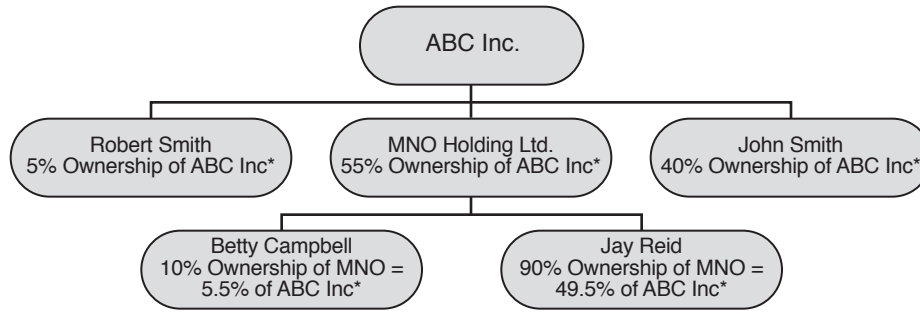 ABC Inc.
Robert Smith
5% Ownership of ABC Inc*
MNO Holding Ltd.
55% Ownership of ABC Inc*
John Smith
40% Ownership of ABC Inc*
Betty Campbell
10% Ownership of MNO =
5.5% of ABC Inc*
Jay Reid
90% Ownership of MNO =
49.5% of ABC Inc*